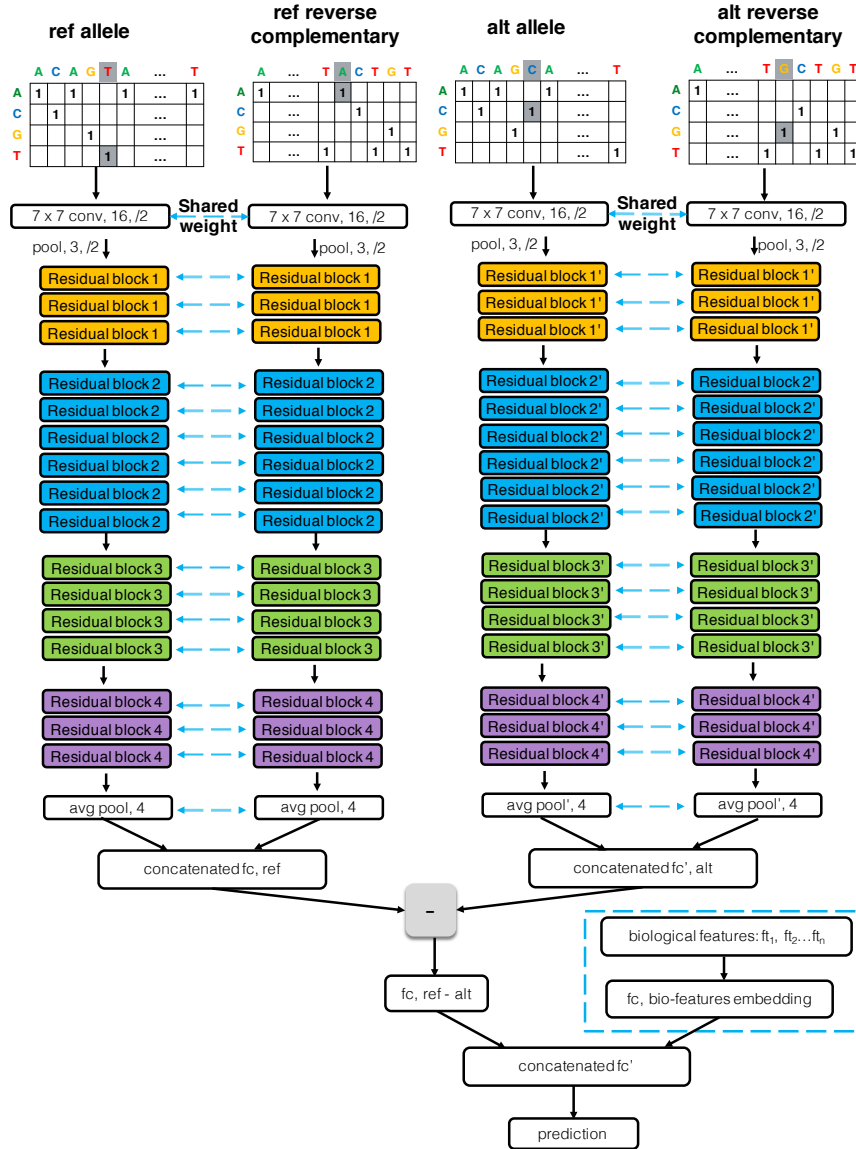 ref allele
ref reverse complementary
alt allele
alt reverse complementary
A C A G T A ... T
A ... T A C T G T
A C A G C A ... T
A ... T G C T G T
A 1 1 1 ... 1
C 1 ...
G 1 ...
T 1 ...
A 1 ... 1
C ... 1
G ... 1
T ... 1 1 1
A 1 1 1 ...
C 1 1 ...
G 1 ...
T ... 1
A 1 ...
C ... 1
G ... 1 1
T ... 1 1 1
7 x 7 conv, 16, /2
Shared weight
7 x 7 conv, 16, /2
7 x 7 conv, 16, /2
Shared weight
7 x 7 conv, 16, /2
pool, 3, /2
pool, 3, /2
pool, 3, /2
pool, 3, /2
Residual block 1 Residual block 1 Residual block 1' Residual block 1'
Residual block 1 Residual block 1 Residual block 1' Residual block 1'
Residual block 1 Residual block 1 Residual block 1' Residual block 1'
Residual block 2 Residual block 2 Residual block 2' Residual block 2'
Residual block 2 Residual block 2 Residual block 2' Residual block 2'
Residual block 2 Residual block 2 Residual block 2' Residual block 2'
Residual block 2 Residual block 2 Residual block 2' Residual block 2'
Residual block 2 Residual block 2 Residual block 2' Residual block 2'
Residual block 2 Residual block 2 Residual block 2' Residual block 2'
Residual block 3 Residual block 3 Residual block 3' Residual block 3'
Residual block 3 Residual block 3 Residual block 3' Residual block 3'
Residual block 3 Residual block 3 Residual block 3' Residual block 3'
Residual block 3 Residual block 3 Residual block 3' Residual block 3'
Residual block 4 Residual block 4 Residual block 4' Residual block 4'
Residual block 4 Residual block 4 Residual block 4' Residual block 4'
Residual block 4 Residual block 4 Residual block 4' Residual block 4'
avg pool, 4 avg pool, 4 avg pool', 4 avg pool', 4
concatenated fc, ref
concatenated fc', alt
-
biological features: ft1, ft2...ftn
fc, ref - alt
fc, bio-features embedding
concatenated fc'
prediction